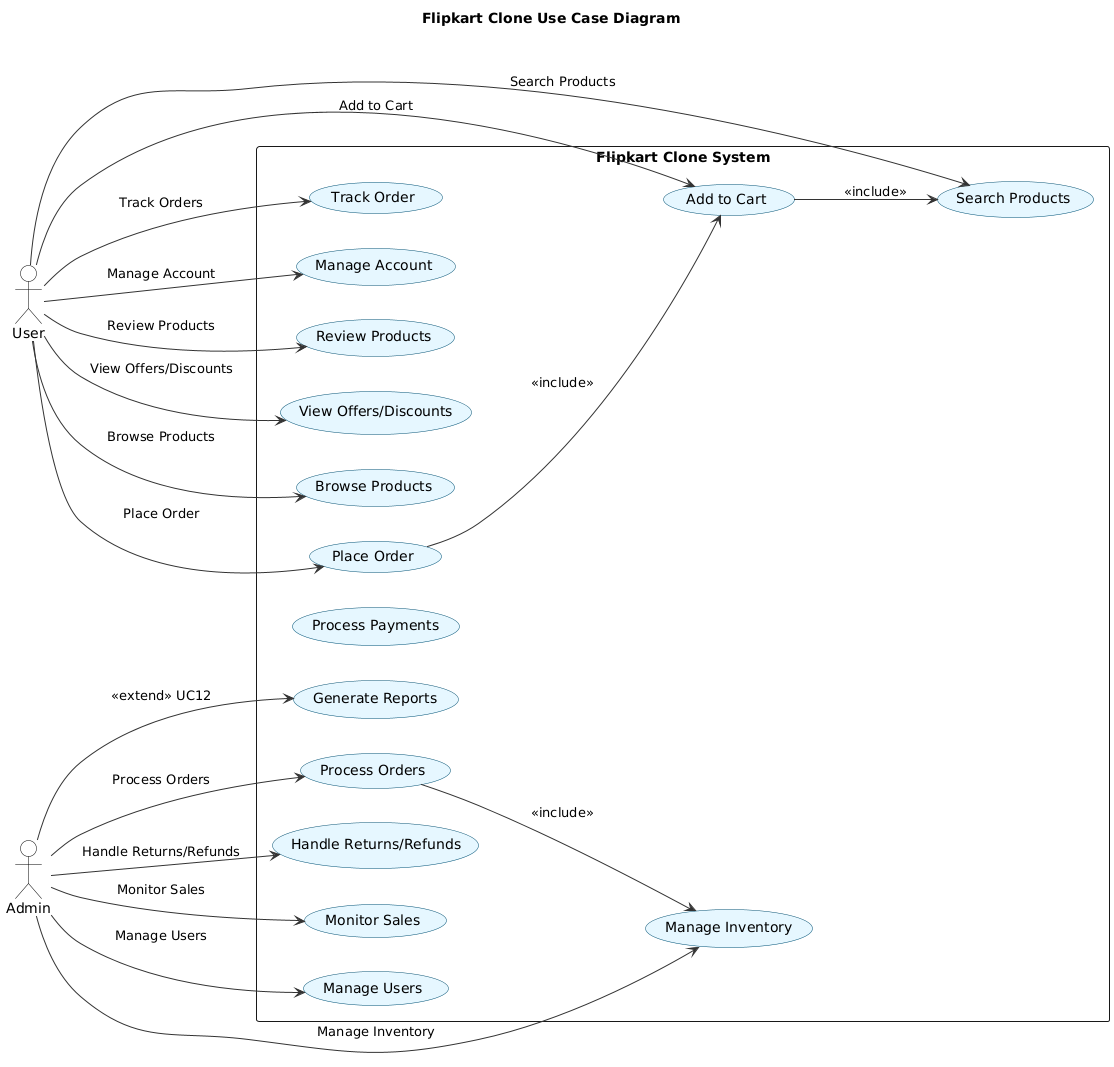 Flipkart Clone Use Case Diagram
Search Products
Add to Cart
Flipkart Clone System
Track Orders
Track Order
Add to Cart
«include»
Search Products
Manage Account
Manage Account
User
Review Products
Review Products
View Offers/Discounts
«include»
View Offers/Discounts
Browse Products
Browse Products
Place Order
Place Order
Process Payments
«extend» UC12
Generate Reports
Process Orders
Process Orders
«include»
Handle Returns/Refunds
Handle Returns/Refunds
Monitor Sales
Admin
Monitor Sales
Manage Inventory
Manage Users
Manage Users
Manage Inventory